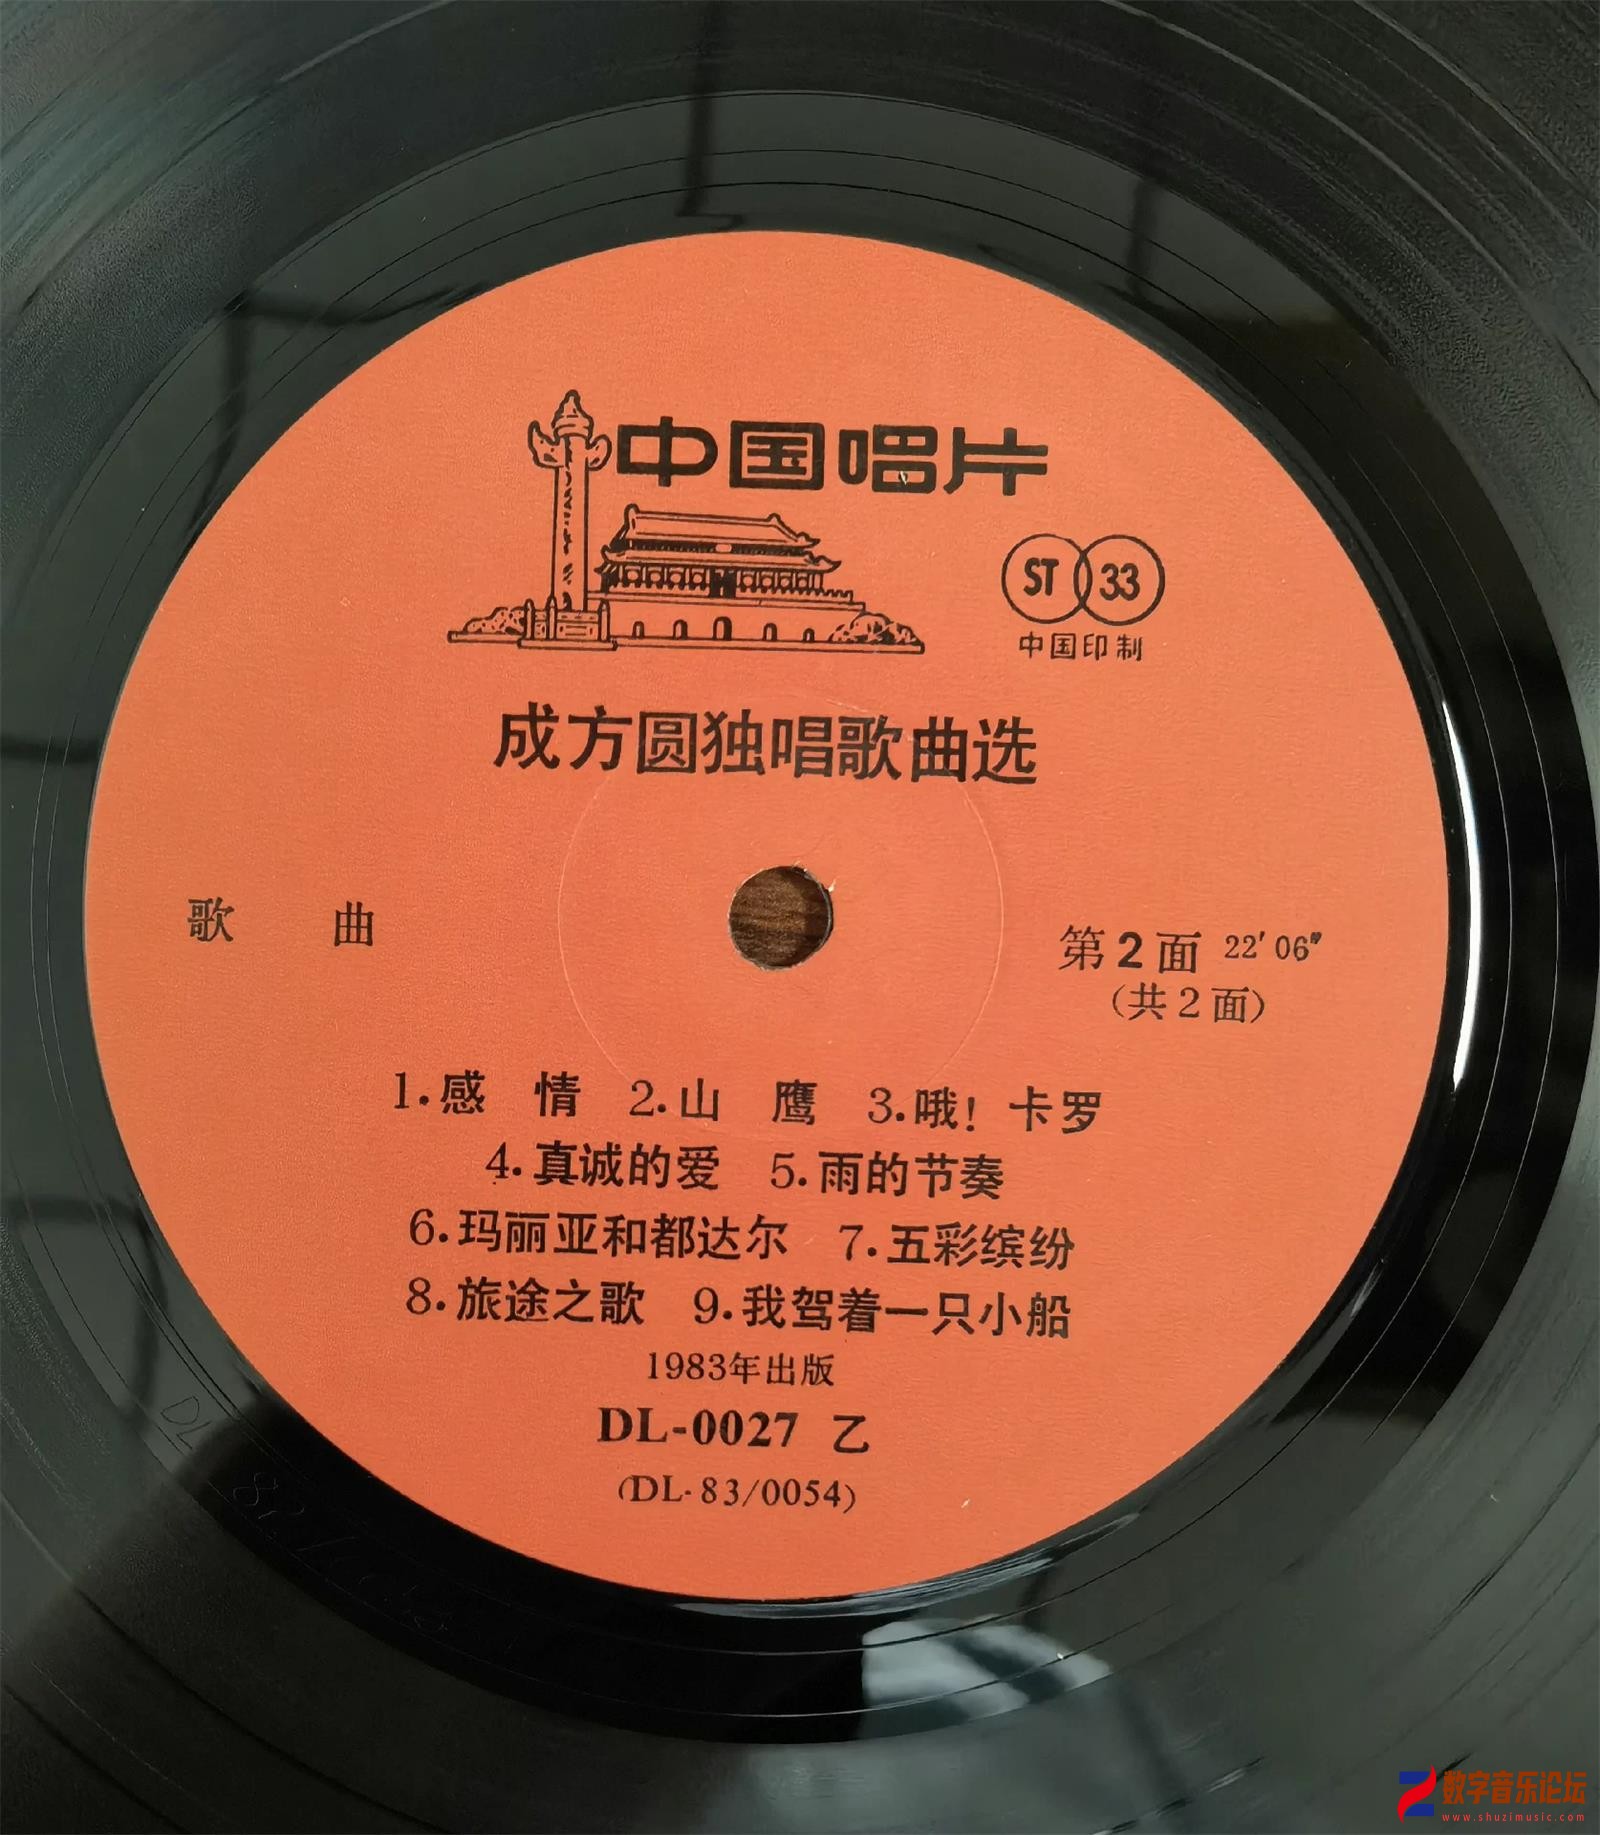 中国唱片
ST 33
中国印制
成方圆独唱歌曲选
歌 曲
第2面 22′06″
(共2面)
1.感 情 2.山 鹰 3.哦! 卡罗
4.真诚的爱 5.雨的节奏
6.玛丽亚和都达尔 7.五彩缤纷
8.旅途之歌 9.我驾着一只小船
1983年出版
DL-0027 乙
(DL-83/0054)
数字音乐论坛
www.shuzimusic.com